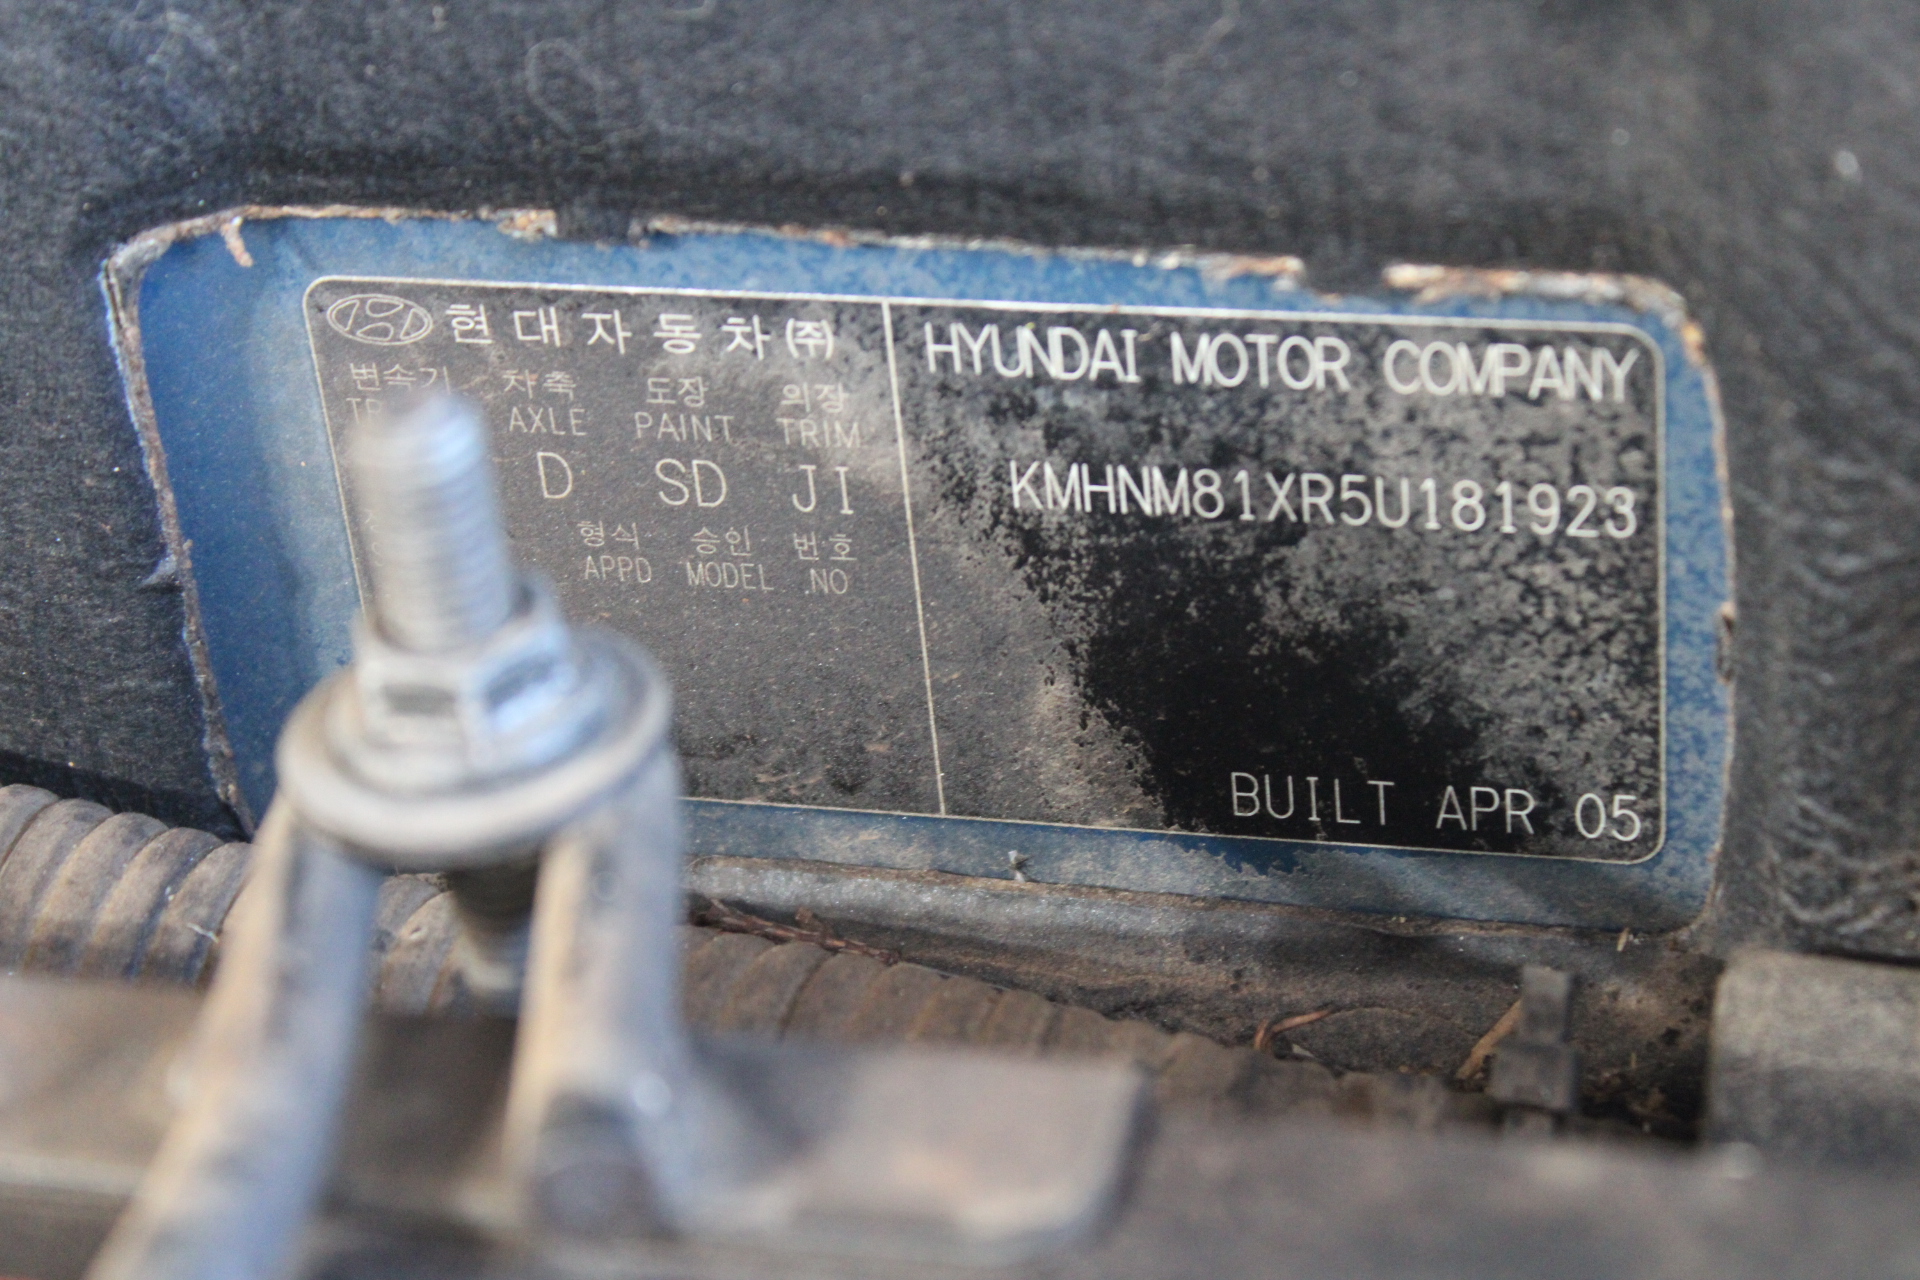 현대자동차(주)
변속기 차축 도장 의장
AXLE PAINT TRIM
D SD JI
형식 승인 번호
APPD MODEL NO
HYUNDAI MOTOR COMPANY
KMHNM81XR5U181923
BUILT APR 05